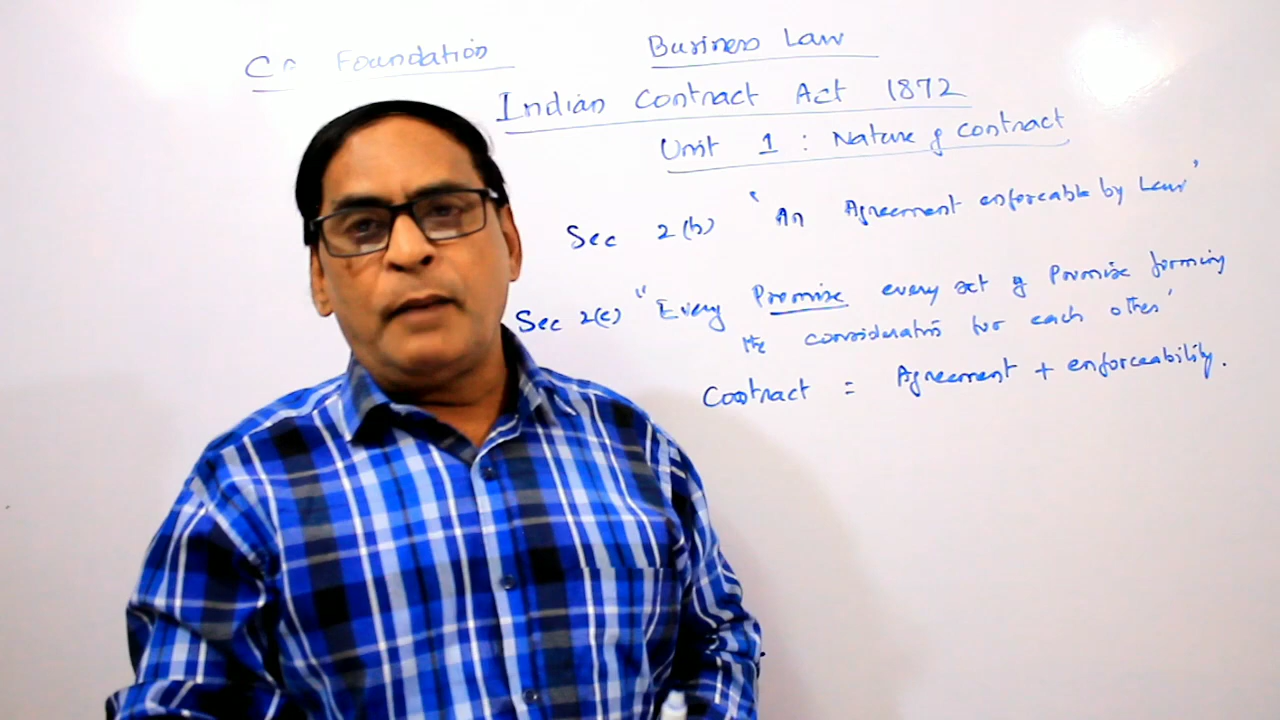 CA Foundation Business Law
Indian Contract Act 1872
Unit 1 : Nature of Contract
Sec 2(h) "An Agreement enforceable by Law"
Sec 2(e) "Every Promise every set of Promise forming
the consideration for each other"
Contract = Agreement + enforceability.